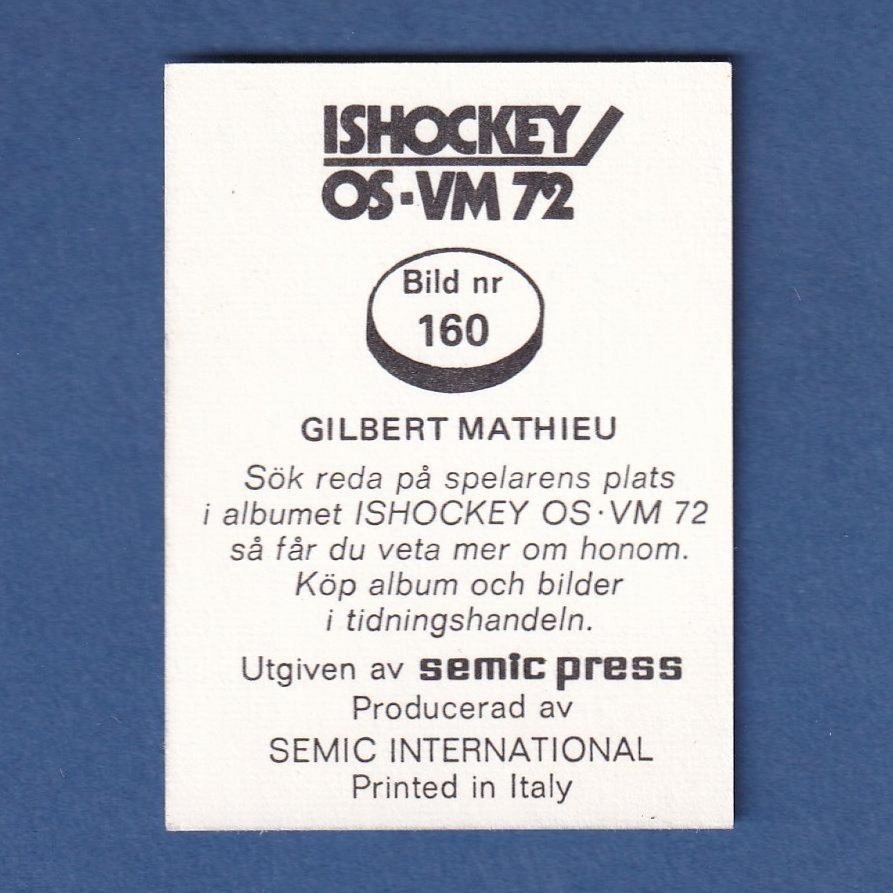 ISHOCKEY
OS·VM 72
Bild nr
160
GILBERT MATHIEU
Sök reda på spelarens plats
i albumet ISHOCKEY OS·VM 72
så får du veta mer om honom.
Köp album och bilder
i tidningshandeln.
Utgiven av semic press
Producerad av
SEMIC INTERNATIONAL
Printed in Italy